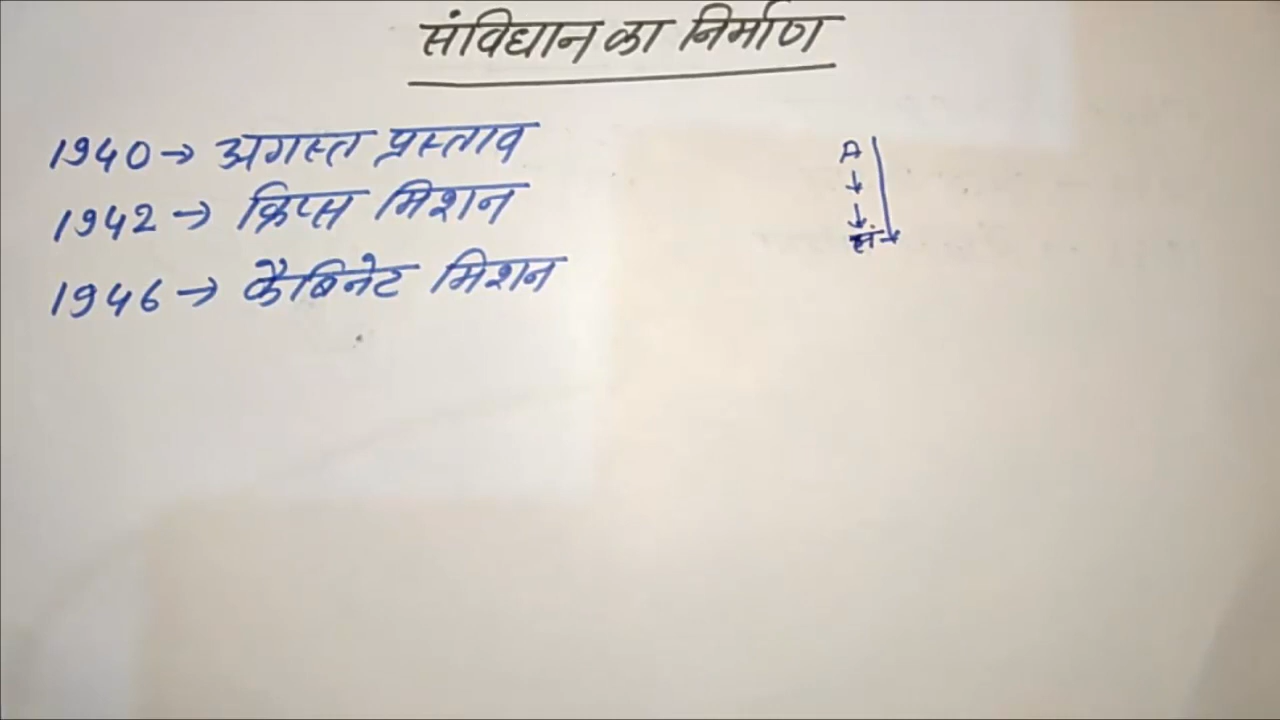 संविधान का निर्माण
1940→ अगस्त प्रस्ताव
1942→ क्रिप्स मिशन
1946→ कैबिनेट मिशन
A
↓
↓
सं→